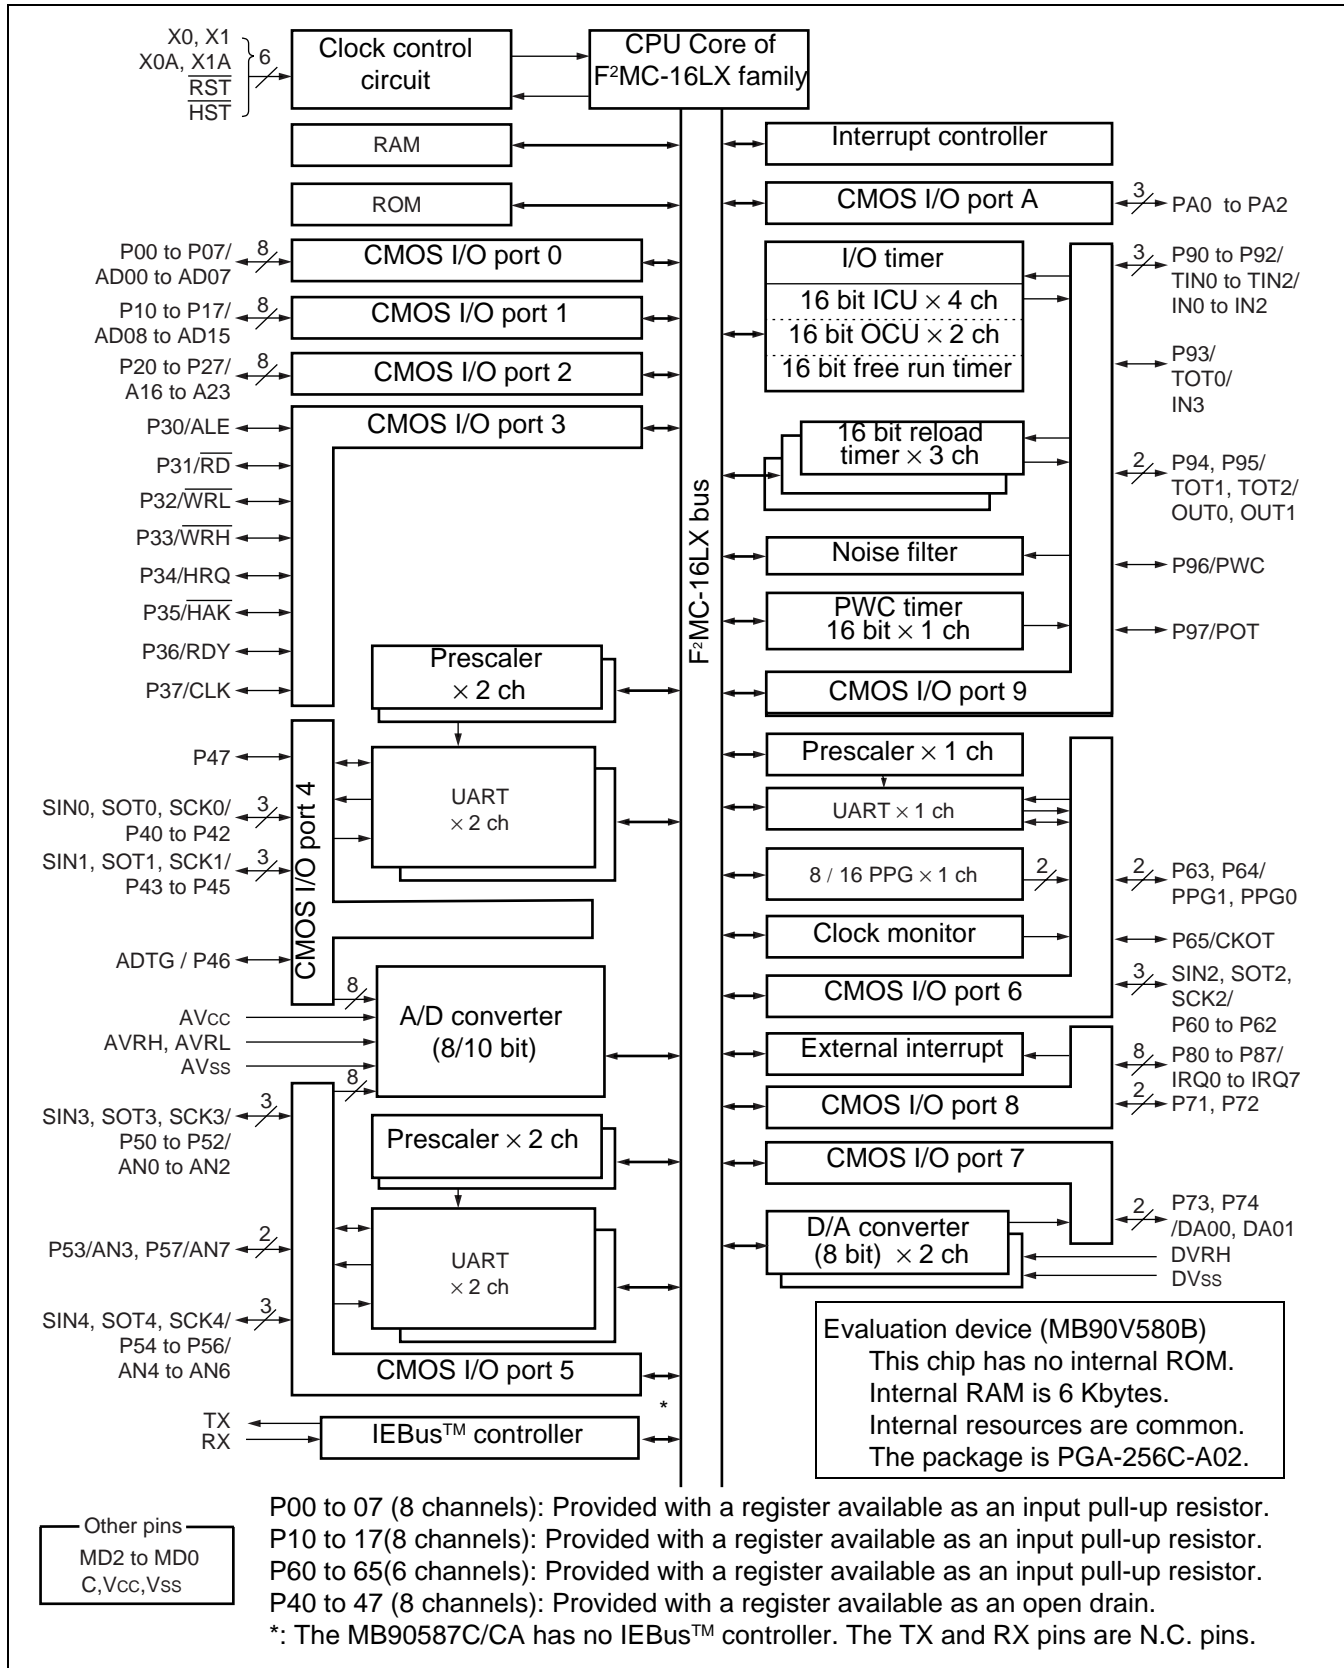 X0, X1
X0A, X1A
RST
HST
6
Clock control
circuit
CPU Core of
F²MC-16LX family
RAM
ROM
P00 to P07/
AD00 to AD07
8
CMOS I/O port 0
P10 to P17/
AD08 to AD15
8
CMOS I/O port 1
P20 to P27/
A16 to A23
8
CMOS I/O port 2
CMOS I/O port 3
P30/ALE
P31/RD
P32/WRL
P33/WRH
P34/HRQ
P35/HAK
P36/RDY
P37/CLK
Prescaler
× 2 ch
P47
SIN0, SOT0, SCK0/
P40 to P42
3
SIN1, SOT1, SCK1/
P43 to P45
3
ADTG / P46
CMOS I/O port 4
UART
× 2 ch
8
AVCC
AVRH, AVRL
AVSS
A/D converter
(8/10 bit)
8
SIN3, SOT3, SCK3/
P50 to P52/
AN0 to AN2
3
Prescaler × 2 ch
P53/AN3, P57/AN7
2
UART
× 2 ch
SIN4, SOT4, SCK4/
P54 to P56/
AN4 to AN6
3
CMOS I/O port 5
TX
RX
IEBus™ controller
*
F²MC-16LX bus
Interrupt controller
CMOS I/O port A
3
PA0 to PA2
I/O timer
16 bit ICU × 4 ch
16 bit OCU × 2 ch
16 bit free run timer
3
P90 to P92/
TIN0 to TIN2/
IN0 to IN2
P93/
TOT0/
IN3
16 bit reload
timer × 3 ch
2
P94, P95/
TOT1, TOT2/
OUT0, OUT1
Noise filter
P96/PWC
PWC timer
16 bit × 1 ch
P97/POT
CMOS I/O port 9
Prescaler × 1 ch
UART × 1 ch
8 / 16 PPG × 1 ch
2
2
P63, P64/
PPG1, PPG0
Clock monitor
P65/CKOT
CMOS I/O port 6
3
SIN2, SOT2,
SCK2/
P60 to P62
External interrupt
8
P80 to P87/
IRQ0 to IRQ7
CMOS I/O port 8
2
P71, P72
CMOS I/O port 7
2
P73, P74
/DA00, DA01
D/A converter
(8 bit) × 2 ch
DVRH
DVSS
Evaluation device (MB90V580B)
This chip has no internal ROM.
Internal RAM is 6 Kbytes.
Internal resources are common.
The package is PGA-256C-A02.
Other pins
MD2 to MD0
C,VCC,VSS
P00 to 07 (8 channels): Provided with a register available as an input pull-up resistor.
P10 to 17(8 channels): Provided with a register available as an input pull-up resistor.
P60 to 65(6 channels): Provided with a register available as an input pull-up resistor.
P40 to 47 (8 channels): Provided with a register available as an open drain.
*: The MB90587C/CA has no IEBus™ controller. The TX and RX pins are N.C. pins.